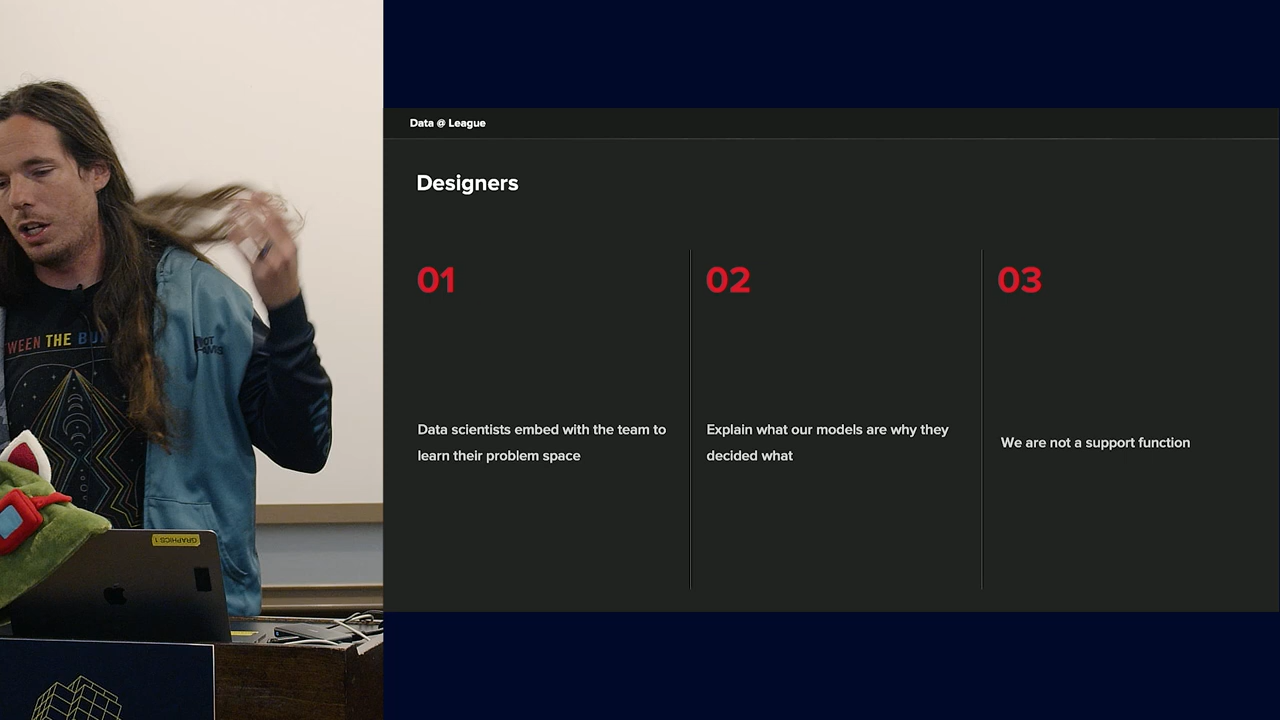 Data @ League
Designers
01
02
03
Data scientists embed with the team to
learn their problem space
Explain what our models are why they
decided what
We are not a support function
WEEN THE BU
GRAPHICS 1